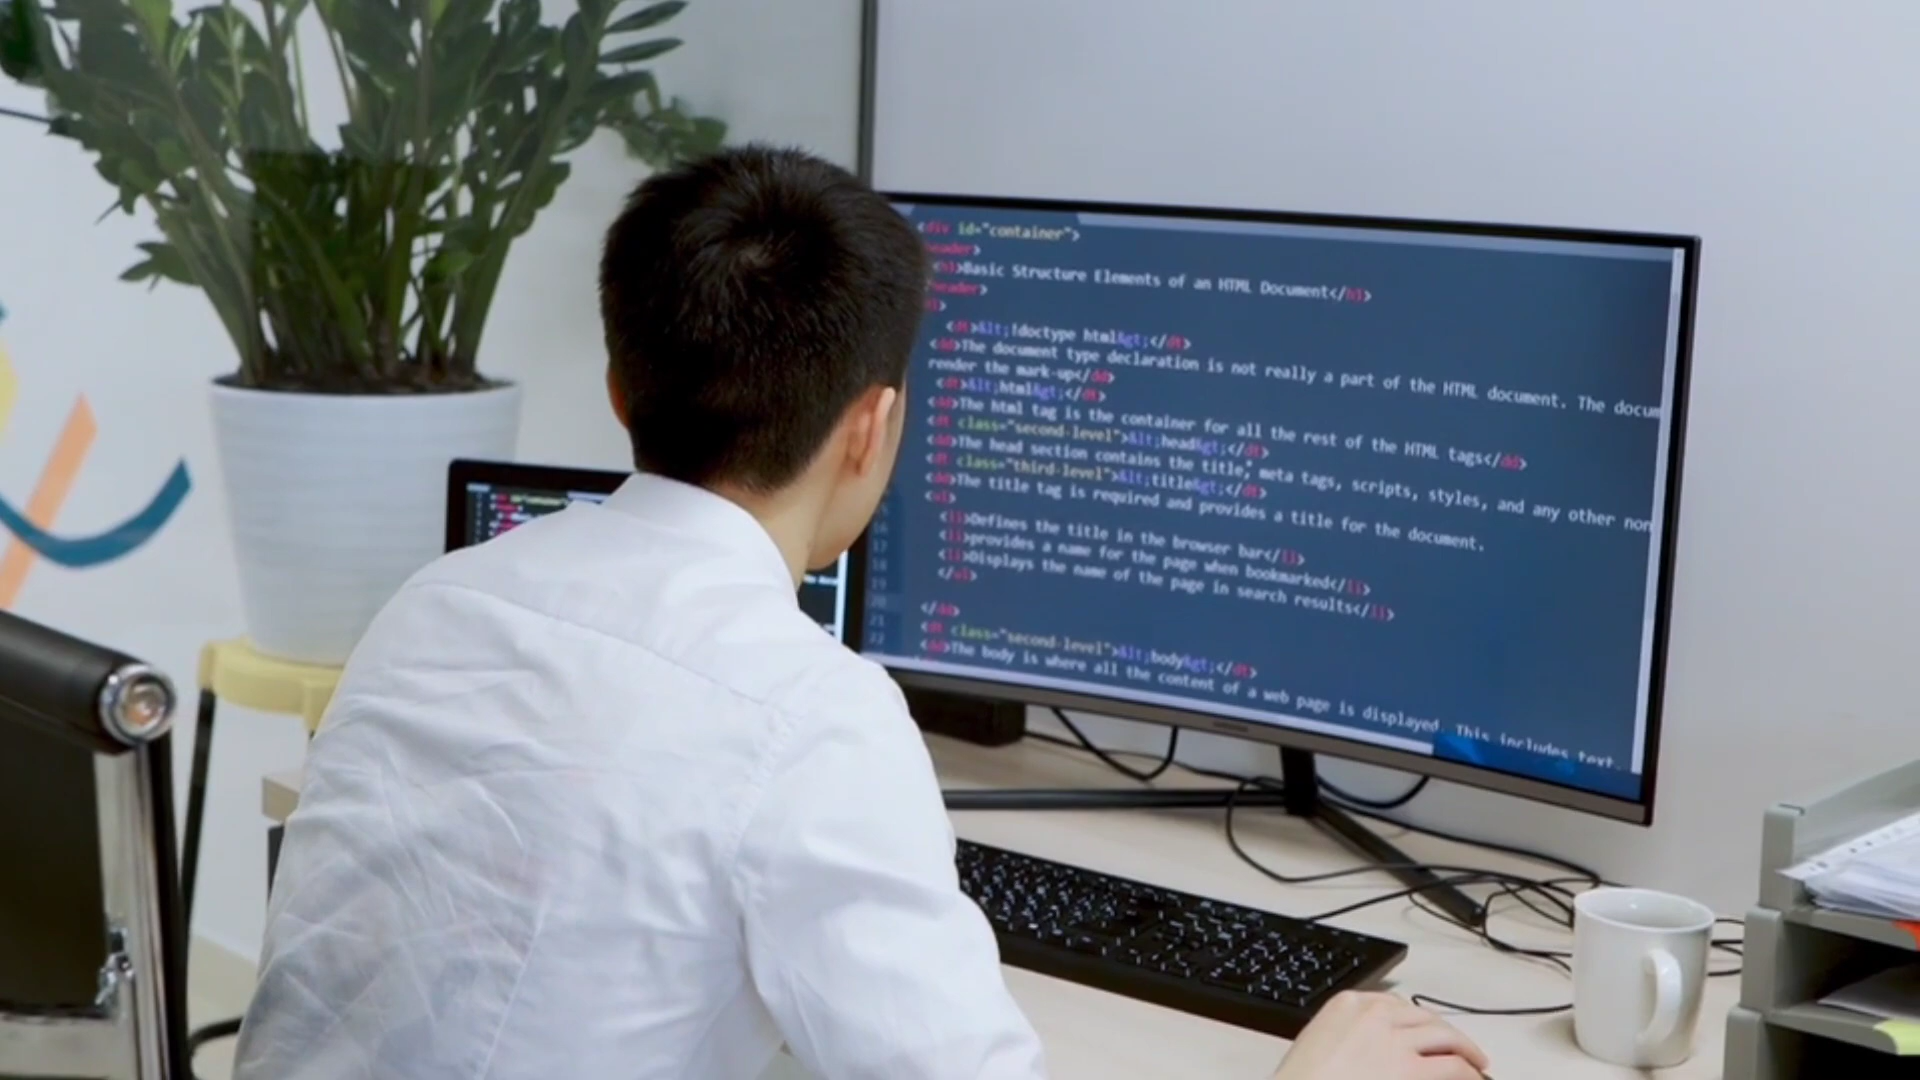 <div id="container">
header>
<h1>Basic Structure Elements of an HTML Document</h1>
/header>
<dt>&lt;!doctype html&gt;</dt>
<dd>The document type declaration is not really a part of the HTML document. The docum
render the mark-up</dd>
<dt>&lt;html&gt;</dt>
<dd>The html tag is the container for all the rest of the HTML tags</dd>
<dt class="second-level">&lt;head&gt;</dt>
<dd>The head section contains the title, meta tags, scripts, styles, and any other non
<dt class="third-level">&lt;title&gt;</dt>
<dd>The title tag is required and provides a title for the document.
<ul>
<li>Defines the title in the browser bar</li>
17 <li>provides a name for the page when bookmarked</li>
18 <li>Displays the name of the page in search results</li>
19 </ul>
20
21 </dd>
22 <dt class="second-level">&lt;body&gt;</dt>
<dd>The body is where all the content of a web page is displayed. This includes text,